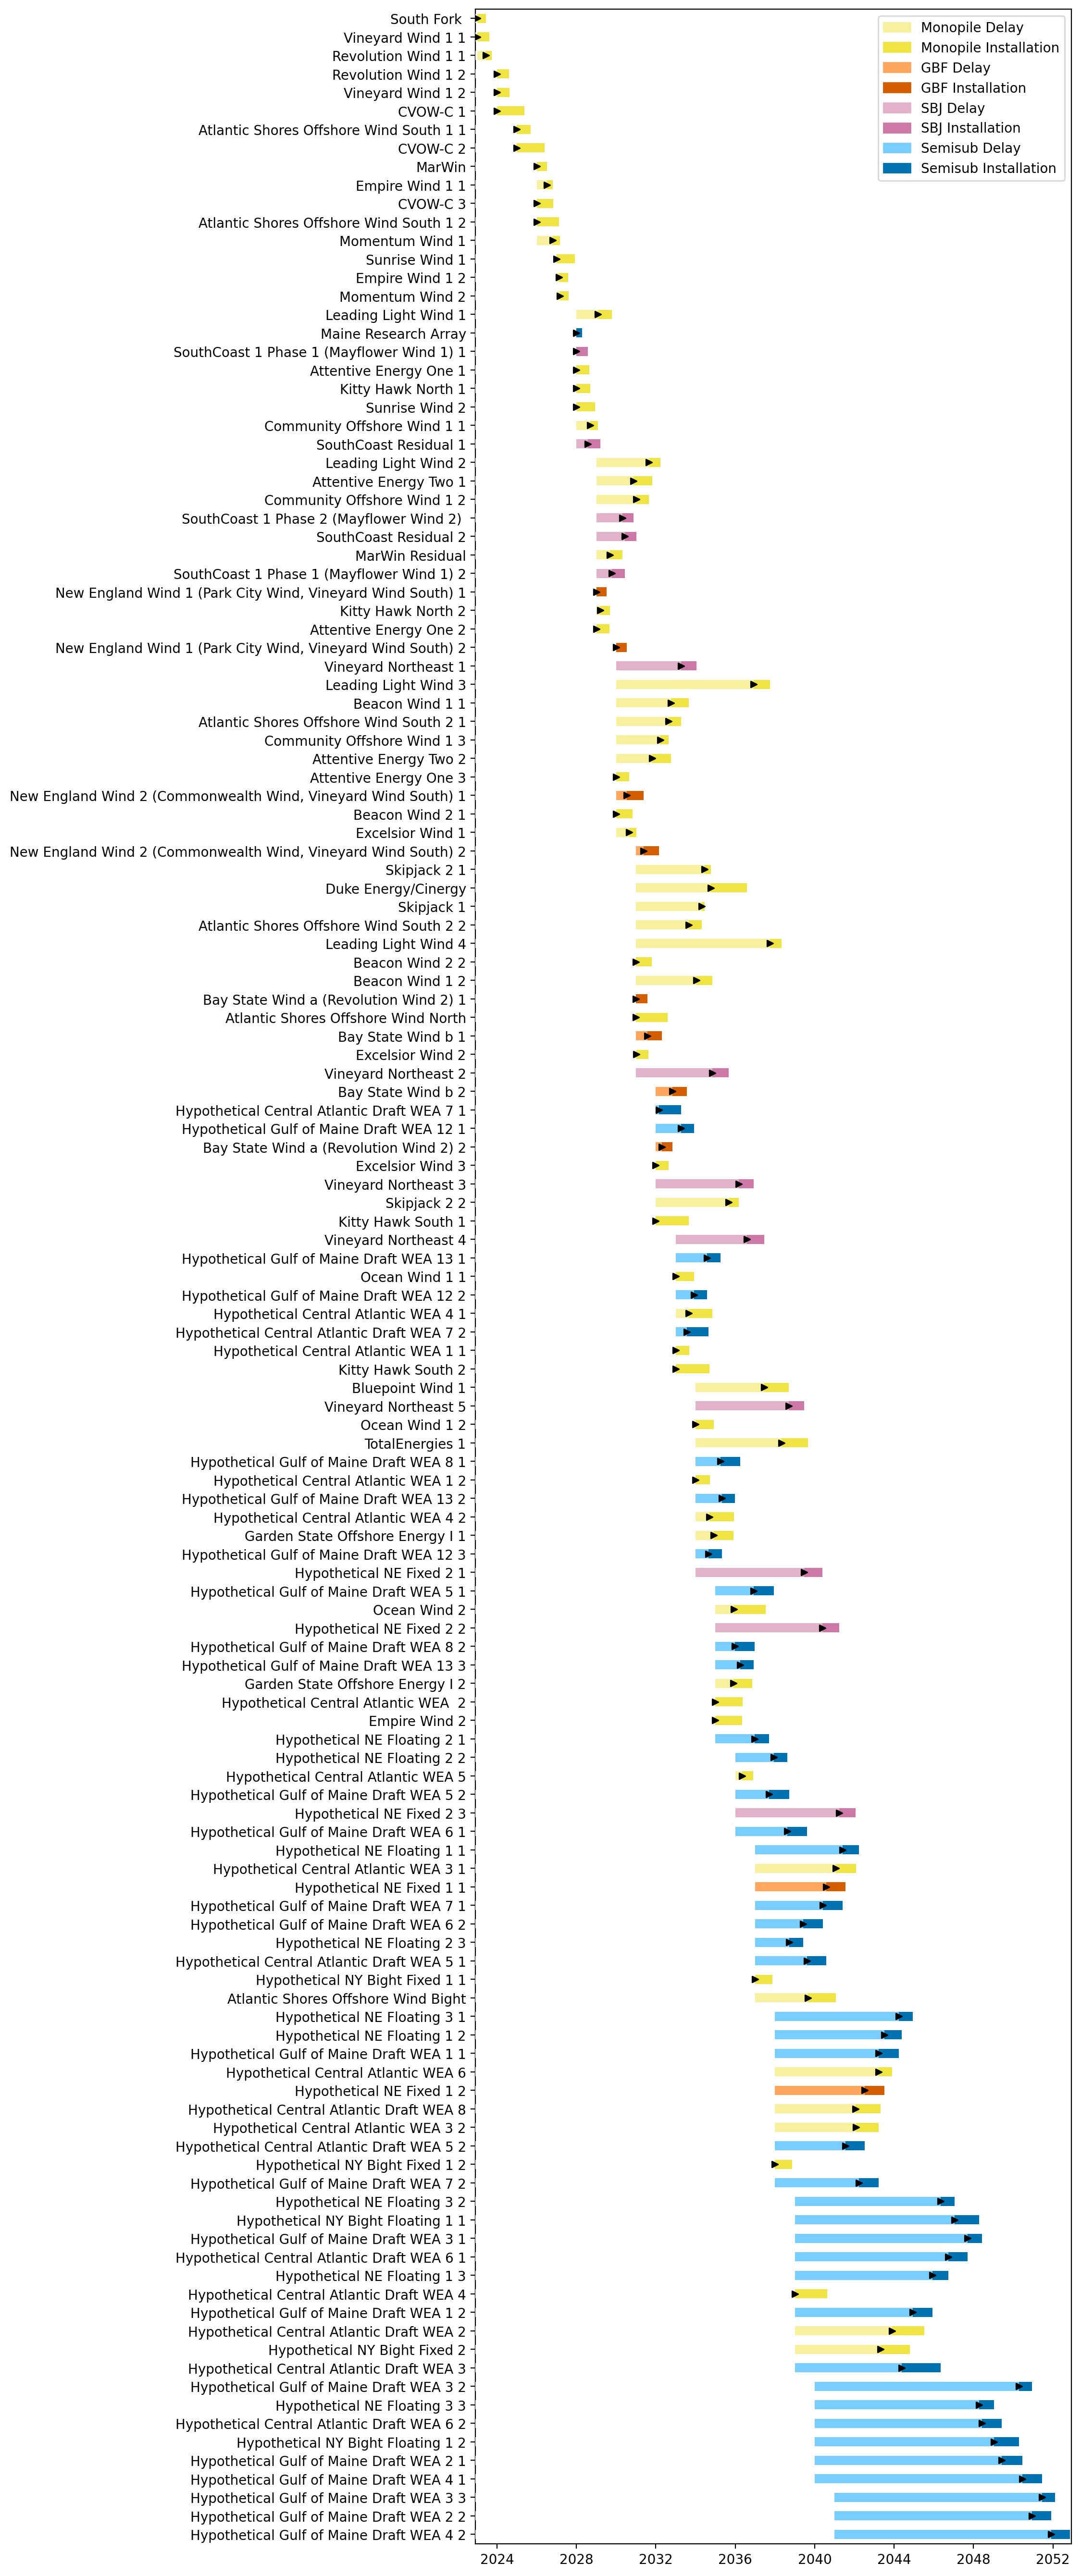 South Fork
Vineyard Wind 1 1
Revolution Wind 1 1
Revolution Wind 1 2
Vineyard Wind 1 2
CVOW-C 1
Atlantic Shores Offshore Wind South 1 1
CVOW-C 2
MarWin
Empire Wind 1 1
CVOW-C 3
Atlantic Shores Offshore Wind South 1 2
Momentum Wind 1
Sunrise Wind 1
Empire Wind 1 2
Momentum Wind 2
Leading Light Wind 1
Maine Research Array
SouthCoast 1 Phase 1 (Mayflower Wind 1) 1
Attentive Energy One 1
Kitty Hawk North 1
Sunrise Wind 2
Community Offshore Wind 1 1
SouthCoast Residual 1
Leading Light Wind 2
Attentive Energy Two 1
Community Offshore Wind 1 2
SouthCoast 1 Phase 2 (Mayflower Wind 2)
SouthCoast Residual 2
MarWin Residual
SouthCoast 1 Phase 1 (Mayflower Wind 1) 2
New England Wind 1 (Park City Wind, Vineyard Wind South) 1
Kitty Hawk North 2
Attentive Energy One 2
New England Wind 1 (Park City Wind, Vineyard Wind South) 2
Vineyard Northeast 1
Leading Light Wind 3
Beacon Wind 1 1
Atlantic Shores Offshore Wind South 2 1
Community Offshore Wind 1 3
Attentive Energy Two 2
Attentive Energy One 3
New England Wind 2 (Commonwealth Wind, Vineyard Wind South) 1
Beacon Wind 2 1
Excelsior Wind 1
New England Wind 2 (Commonwealth Wind, Vineyard Wind South) 2
Skipjack 2 1
Duke Energy/Cinergy
Skipjack 1
Atlantic Shores Offshore Wind South 2 2
Leading Light Wind 4
Beacon Wind 2 2
Beacon Wind 1 2
Bay State Wind a (Revolution Wind 2) 1
Atlantic Shores Offshore Wind North
Bay State Wind b 1
Excelsior Wind 2
Vineyard Northeast 2
Bay State Wind b 2
Hypothetical Central Atlantic Draft WEA 7 1
Hypothetical Gulf of Maine Draft WEA 12 1
Bay State Wind a (Revolution Wind 2) 2
Excelsior Wind 3
Vineyard Northeast 3
Skipjack 2 2
Kitty Hawk South 1
Vineyard Northeast 4
Hypothetical Gulf of Maine Draft WEA 13 1
Ocean Wind 1 1
Hypothetical Gulf of Maine Draft WEA 12 2
Hypothetical Central Atlantic WEA 4 1
Hypothetical Central Atlantic Draft WEA 7 2
Hypothetical Central Atlantic WEA 1 1
Kitty Hawk South 2
Bluepoint Wind 1
Vineyard Northeast 5
Ocean Wind 1 2
TotalEnergies 1
Hypothetical Gulf of Maine Draft WEA 8 1
Hypothetical Central Atlantic WEA 1 2
Hypothetical Gulf of Maine Draft WEA 13 2
Hypothetical Central Atlantic WEA 4 2
Garden State Offshore Energy I 1
Hypothetical Gulf of Maine Draft WEA 12 3
Hypothetical NE Fixed 2 1
Hypothetical Gulf of Maine Draft WEA 5 1
Ocean Wind 2
Hypothetical NE Fixed 2 2
Hypothetical Gulf of Maine Draft WEA 8 2
Hypothetical Gulf of Maine Draft WEA 13 3
Garden State Offshore Energy I 2
Hypothetical Central Atlantic WEA  2
Empire Wind 2
Hypothetical NE Floating 2 1
Hypothetical NE Floating 2 2
Hypothetical Central Atlantic WEA 5
Hypothetical Gulf of Maine Draft WEA 5 2
Hypothetical NE Fixed 2 3
Hypothetical Gulf of Maine Draft WEA 6 1
Hypothetical NE Floating 1 1
Hypothetical Central Atlantic WEA 3 1
Hypothetical NE Fixed 1 1
Hypothetical Gulf of Maine Draft WEA 7 1
Hypothetical Gulf of Maine Draft WEA 6 2
Hypothetical NE Floating 2 3
Hypothetical Central Atlantic Draft WEA 5 1
Hypothetical NY Bight Fixed 1 1
Atlantic Shores Offshore Wind Bight
Hypothetical NE Floating 3 1
Hypothetical NE Floating 1 2
Hypothetical Gulf of Maine Draft WEA 1 1
Hypothetical Central Atlantic WEA 6
Hypothetical NE Fixed 1 2
Hypothetical Central Atlantic Draft WEA 8
Hypothetical Central Atlantic WEA 3 2
Hypothetical Central Atlantic Draft WEA 5 2
Hypothetical NY Bight Fixed 1 2
Hypothetical Gulf of Maine Draft WEA 7 2
Hypothetical NE Floating 3 2
Hypothetical NY Bight Floating 1 1
Hypothetical Gulf of Maine Draft WEA 3 1
Hypothetical Central Atlantic Draft WEA 6 1
Hypothetical NE Floating 1 3
Hypothetical Central Atlantic Draft WEA 4
Hypothetical Gulf of Maine Draft WEA 1 2
Hypothetical Central Atlantic Draft WEA 2
Hypothetical NY Bight Fixed 2
Hypothetical Central Atlantic Draft WEA 3
Hypothetical Gulf of Maine Draft WEA 3 2
Hypothetical NE Floating 3 3
Hypothetical Central Atlantic Draft WEA 6 2
Hypothetical NY Bight Floating 1 2
Hypothetical Gulf of Maine Draft WEA 2 1
Hypothetical Gulf of Maine Draft WEA 4 1
Hypothetical Gulf of Maine Draft WEA 3 3
Hypothetical Gulf of Maine Draft WEA 2 2
Hypothetical Gulf of Maine Draft WEA 4 2
Monopile Delay
Monopile Installation
GBF Delay
GBF Installation
SBJ Delay
SBJ Installation
Semisub Delay
Semisub Installation
2024 2028 2032 2036 2040 2044 2048 2052